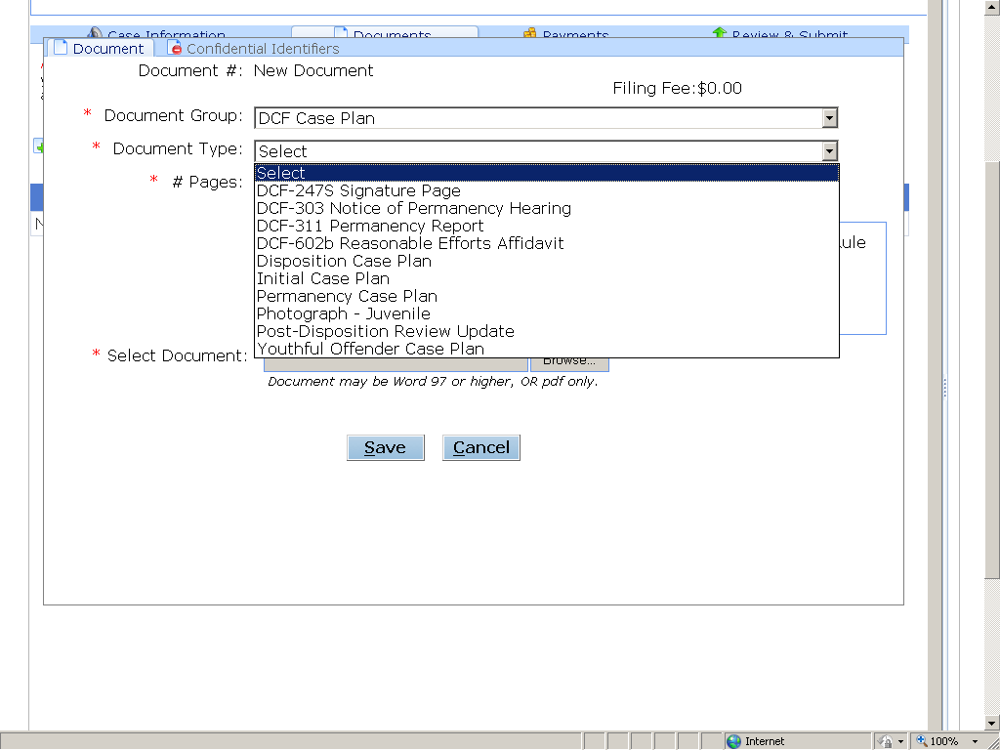 Case Information Documents Payments Review & Submit
Document Confidential Identifiers
Document #: New Document
Filing Fee:$0.00
* Document Group: DCF Case Plan
* Document Type: Select
* # Pages:
Select
DCF-247S Signature Page
DCF-303 Notice of Permanency Hearing
DCF-311 Permanency Report
DCF-602b Reasonable Efforts Affidavit
Disposition Case Plan
Initial Case Plan
Permanency Case Plan
Photograph - Juvenile
Post-Disposition Review Update
Youthful Offender Case Plan
* Select Document: Browse...
Document may be Word 97 or higher, OR pdf only.
Save Cancel
Internet 100%